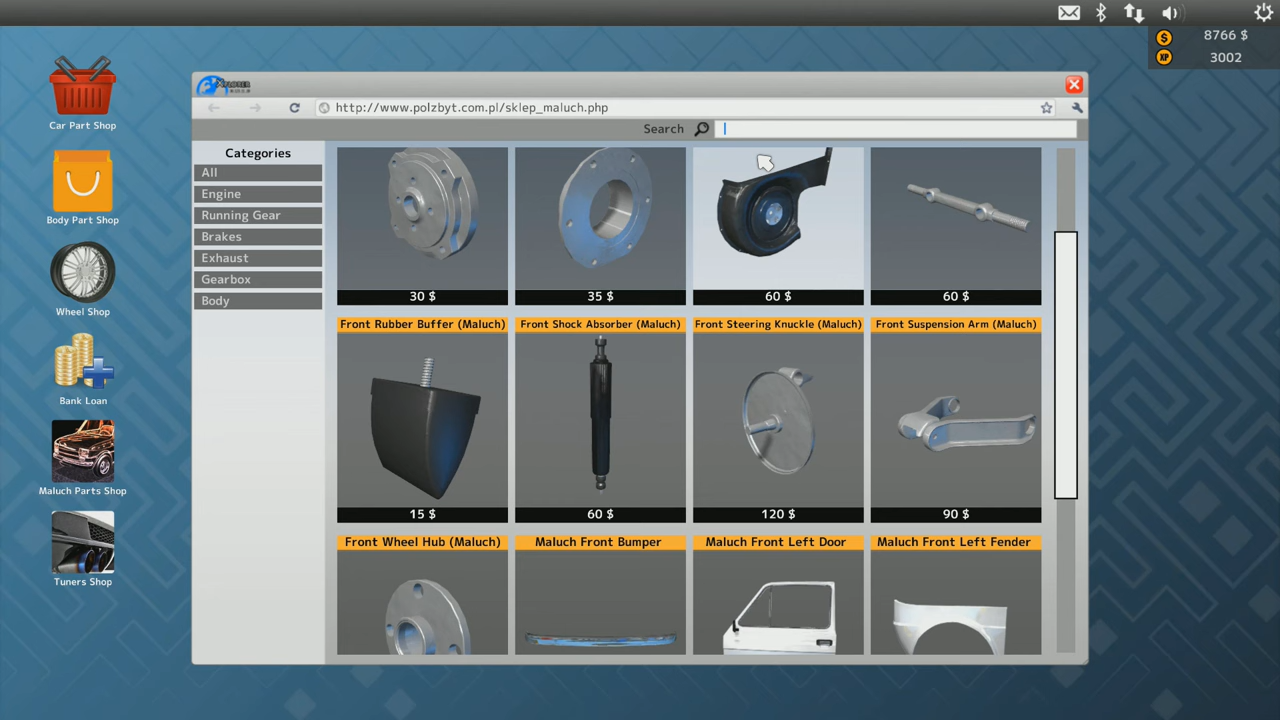 8766 $
XP
3002
Car Part Shop
Body Part Shop
Wheel Shop
Bank Loan
Maluch Parts Shop
Tuners Shop
http://www.polzbyt.com.pl/sklep_maluch.php
Search
Categories
All
Engine
Running Gear
Brakes
Exhaust
Gearbox
Body
30 $
35 $
60 $
60 $
Front Rubber Buffer (Maluch)
Front Shock Absorber (Maluch)
Front Steering Knuckle (Maluch)
Front Suspension Arm (Maluch)
15 $
60 $
120 $
90 $
Front Wheel Hub (Maluch)
Maluch Front Bumper
Maluch Front Left Door
Maluch Front Left Fender